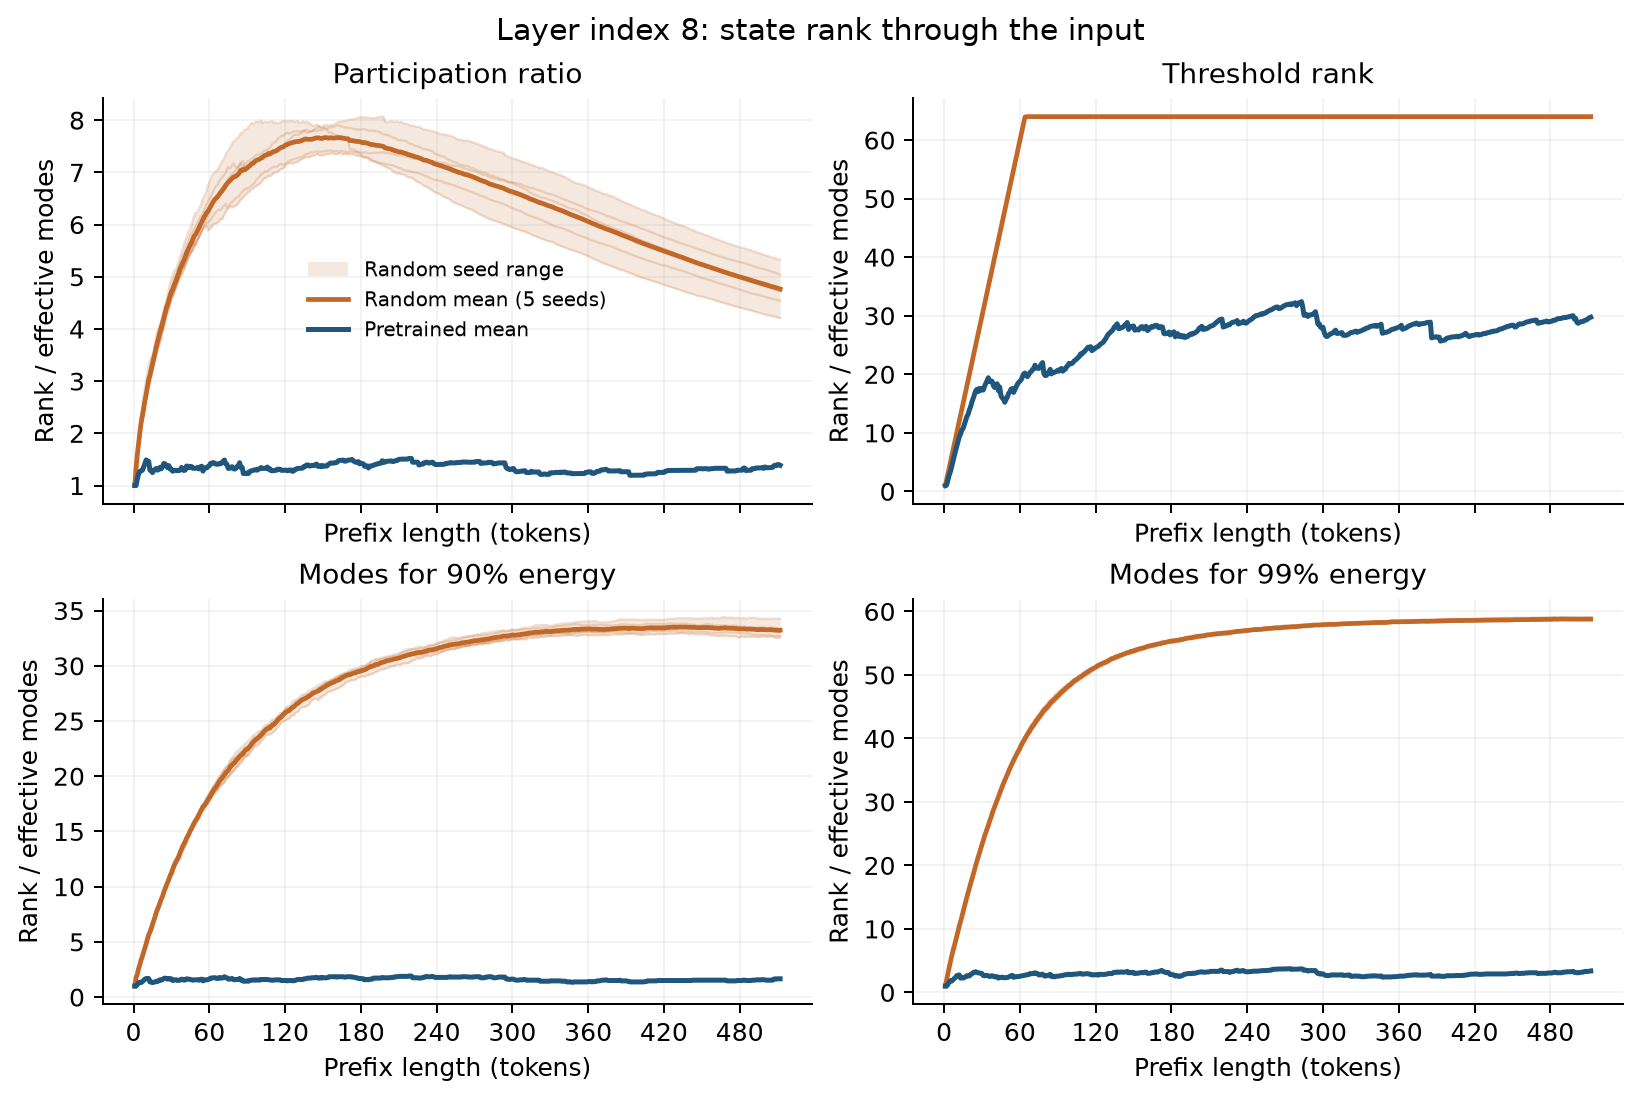 Layer index 8: state rank through the input
Participation ratio
Rank / effective modes
8
7
6
5
4
3
2
1
Random seed range
Random mean (5 seeds)
Pretrained mean
Prefix length (tokens)
Threshold rank
Rank / effective modes
60
50
40
30
20
10
0
Prefix length (tokens)
Modes for 90% energy
Rank / effective modes
35
30
25
20
15
10
5
0
0 60 120 180 240 300 360 420 480
Prefix length (tokens)
Modes for 99% energy
Rank / effective modes
60
50
40
30
20
10
0
0 60 120 180 240 300 360 420 480
Prefix length (tokens)